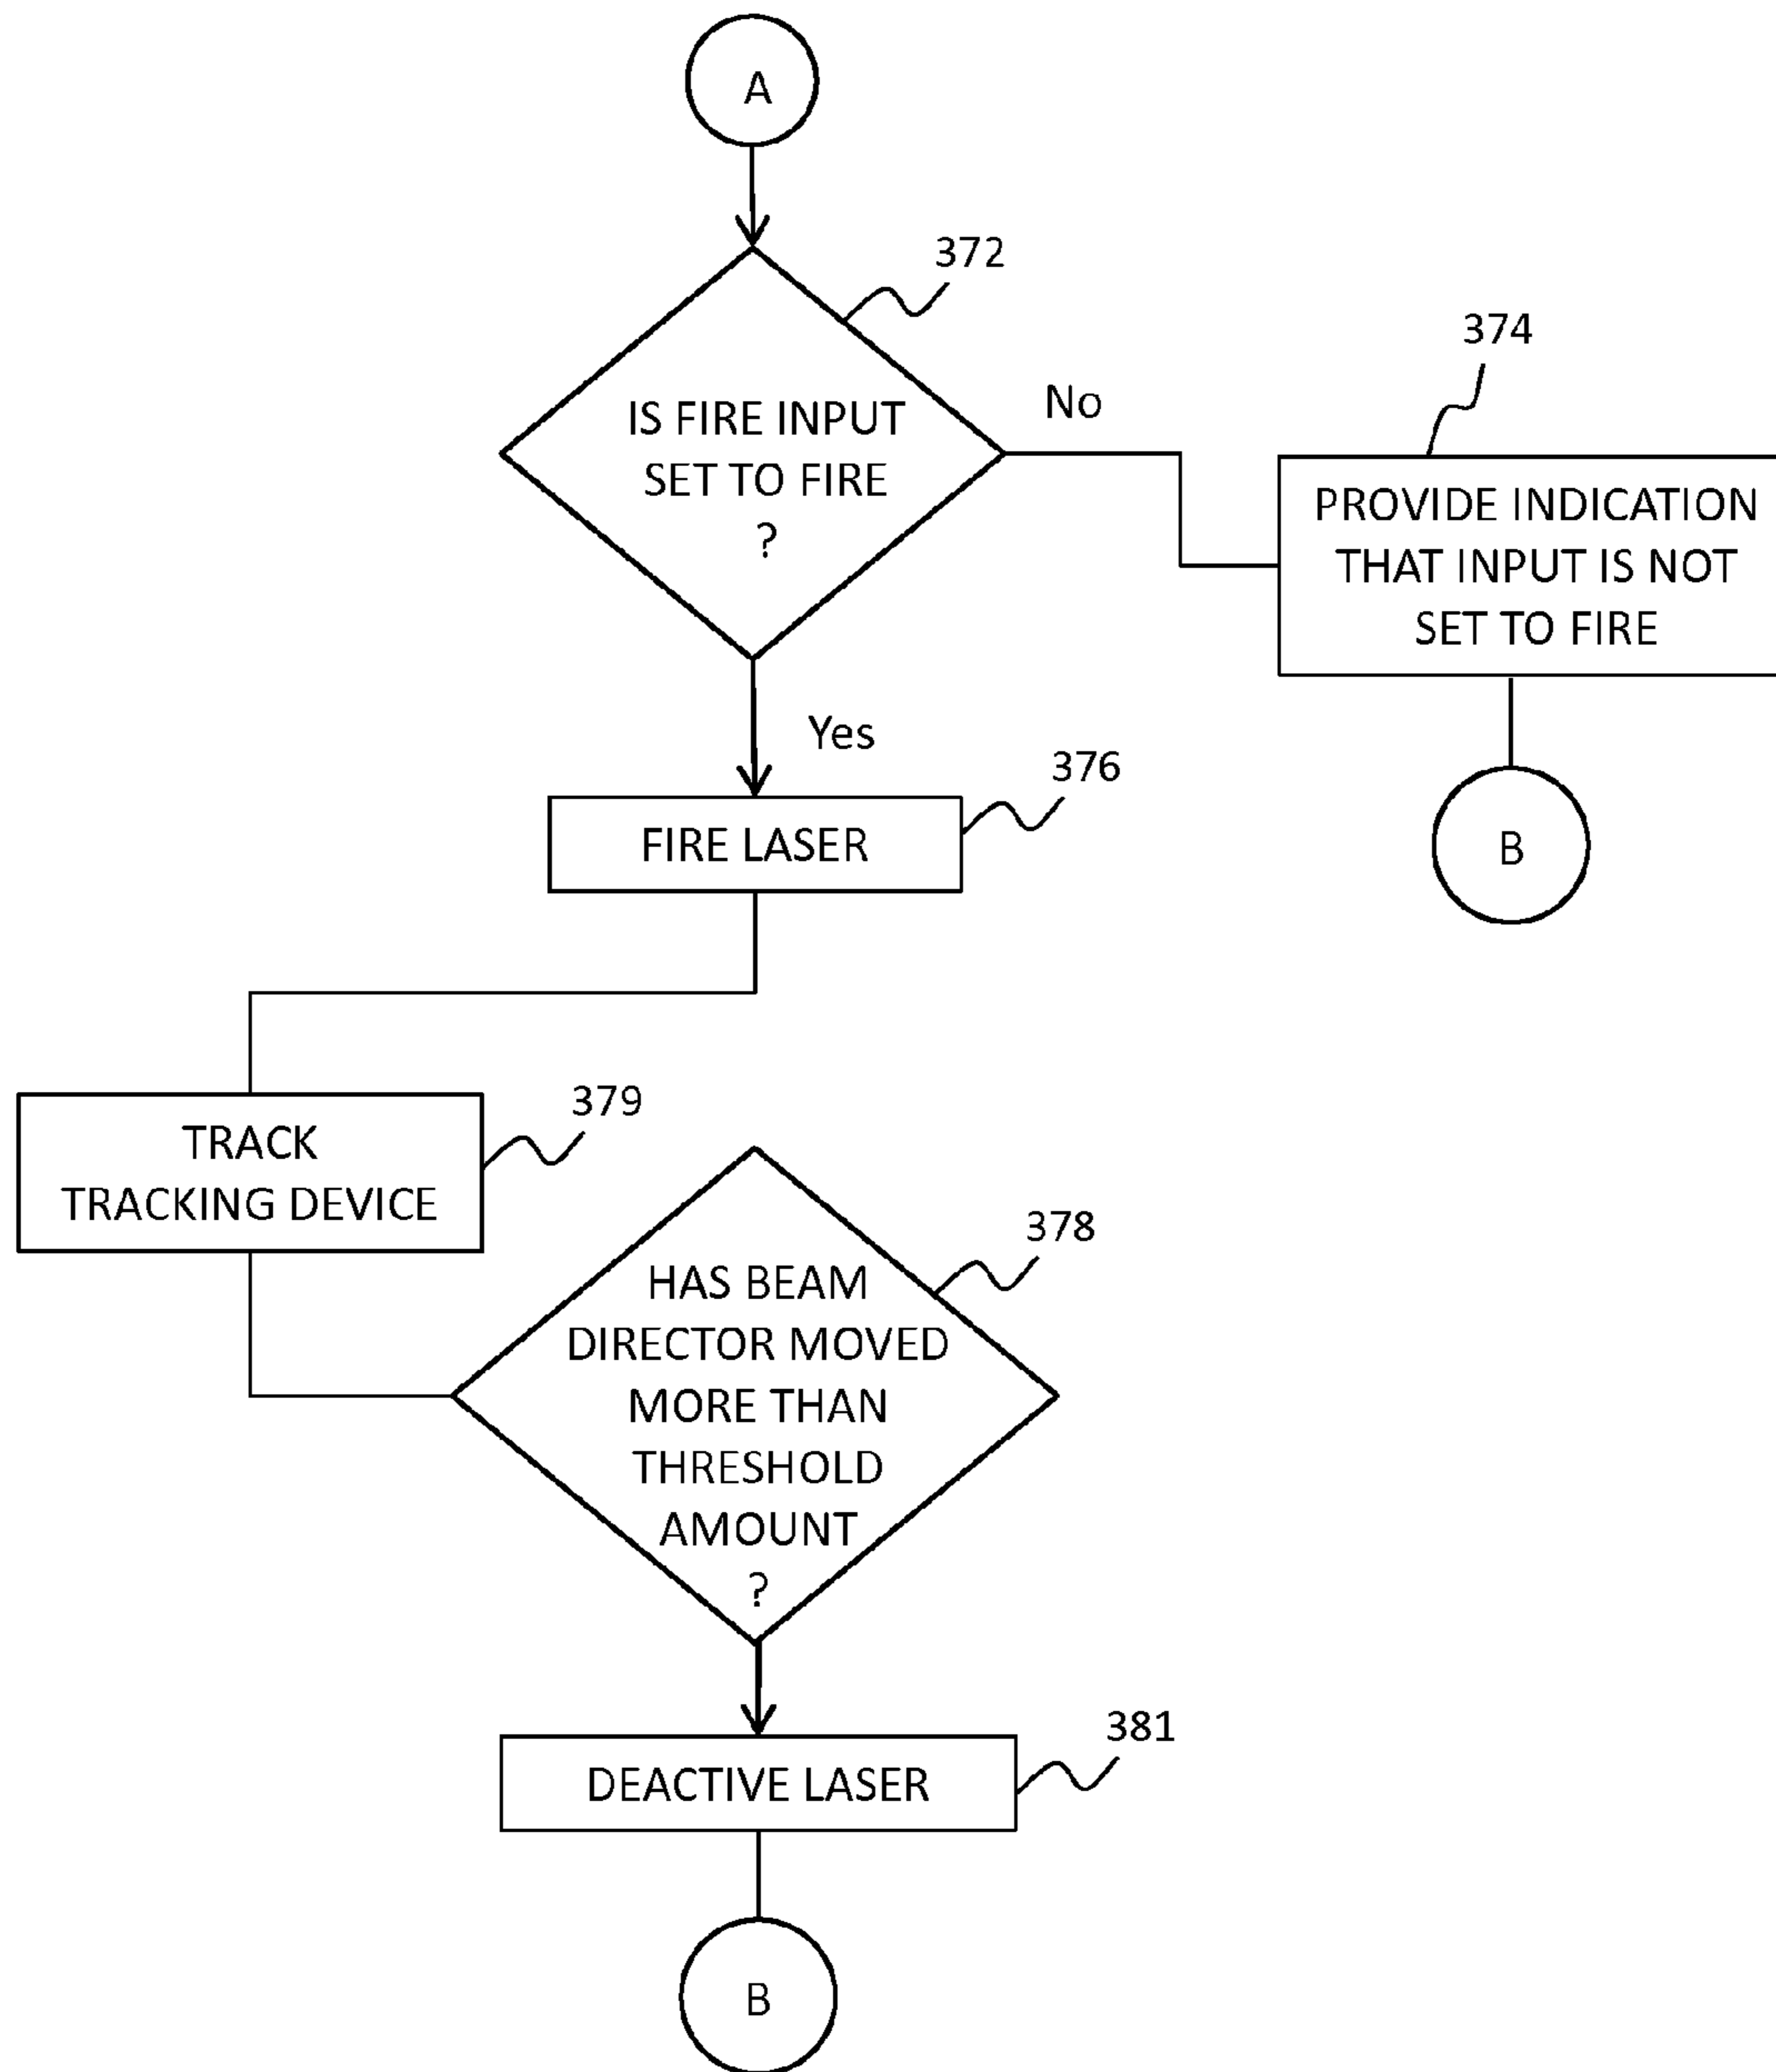 A
372
IS FIRE INPUT
SET TO FIRE
?
No
374
PROVIDE INDICATION
THAT INPUT IS NOT
SET TO FIRE
Yes
376
FIRE LASER
B
379
TRACK
TRACKING DEVICE
378
HAS BEAM
DIRECTOR MOVED
MORE THAN
THRESHOLD
AMOUNT
?
381
DEACTIVE LASER
B